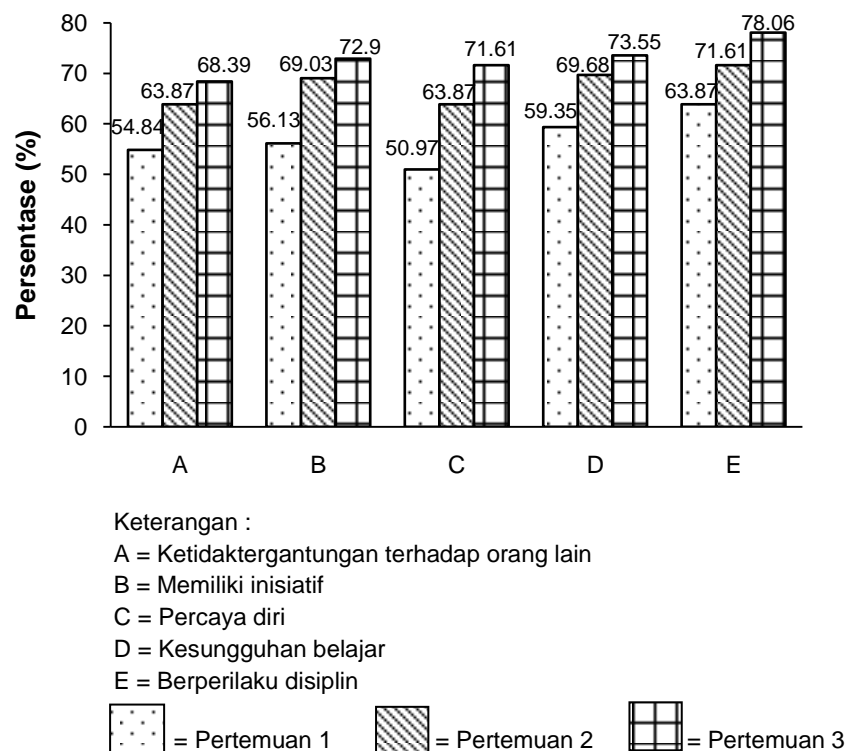 Persentase (%)
80
70
60
50
40
30
20
10
0
54.84
63.87
68.39
56.13
69.03
72.9
50.97
63.87
71.61
59.35
69.68
73.55
63.87
71.61
78.06
A B C D E
Keterangan :
A = Ketidaktergantungan terhadap orang lain
B = Memiliki inisiatif
C = Percaya diri
D = Kesungguhan belajar
E = Berperilaku disiplin
= Pertemuan 1 = Pertemuan 2 = Pertemuan 3